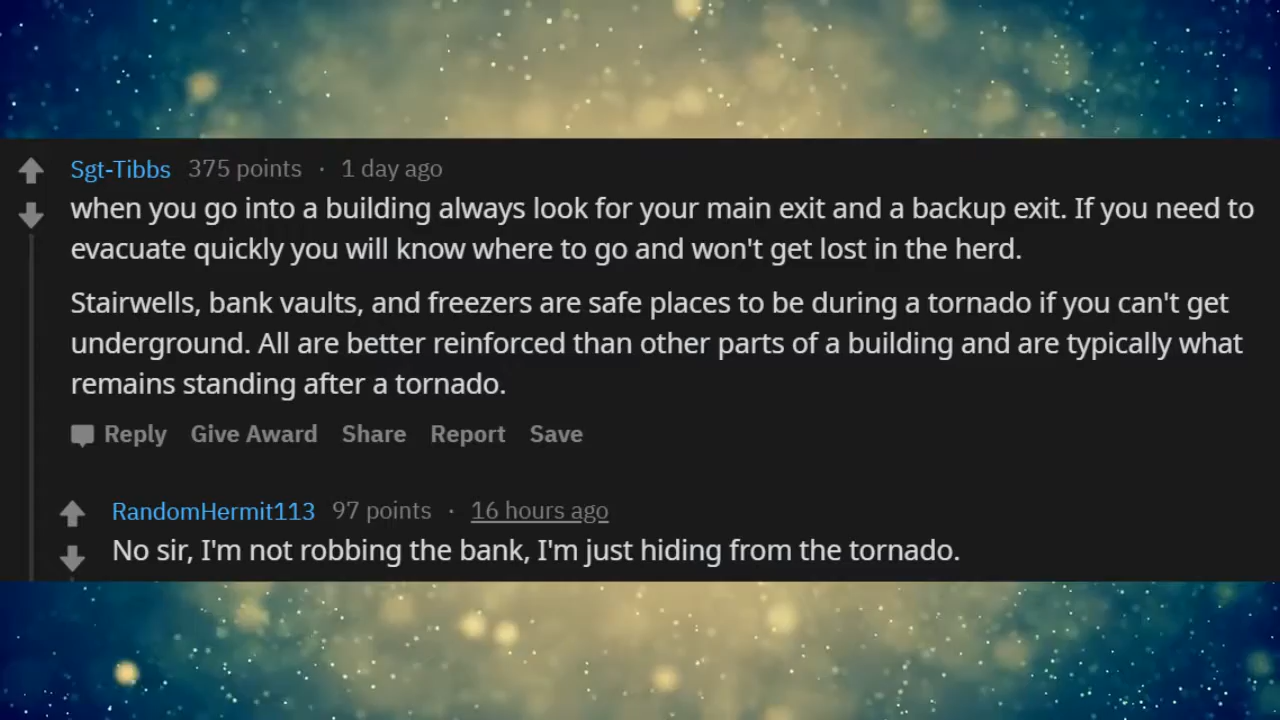 Sgt-Tibbs 375 points · 1 day ago
when you go into a building always look for your main exit and a backup exit. If you need to
evacuate quickly you will know where to go and won't get lost in the herd.
Stairwells, bank vaults, and freezers are safe places to be during a tornado if you can't get
underground. All are better reinforced than other parts of a building and are typically what
remains standing after a tornado.
Reply Give Award Share Report Save
RandomHermit113 97 points · 16 hours ago
No sir, I'm not robbing the bank, I'm just hiding from the tornado.